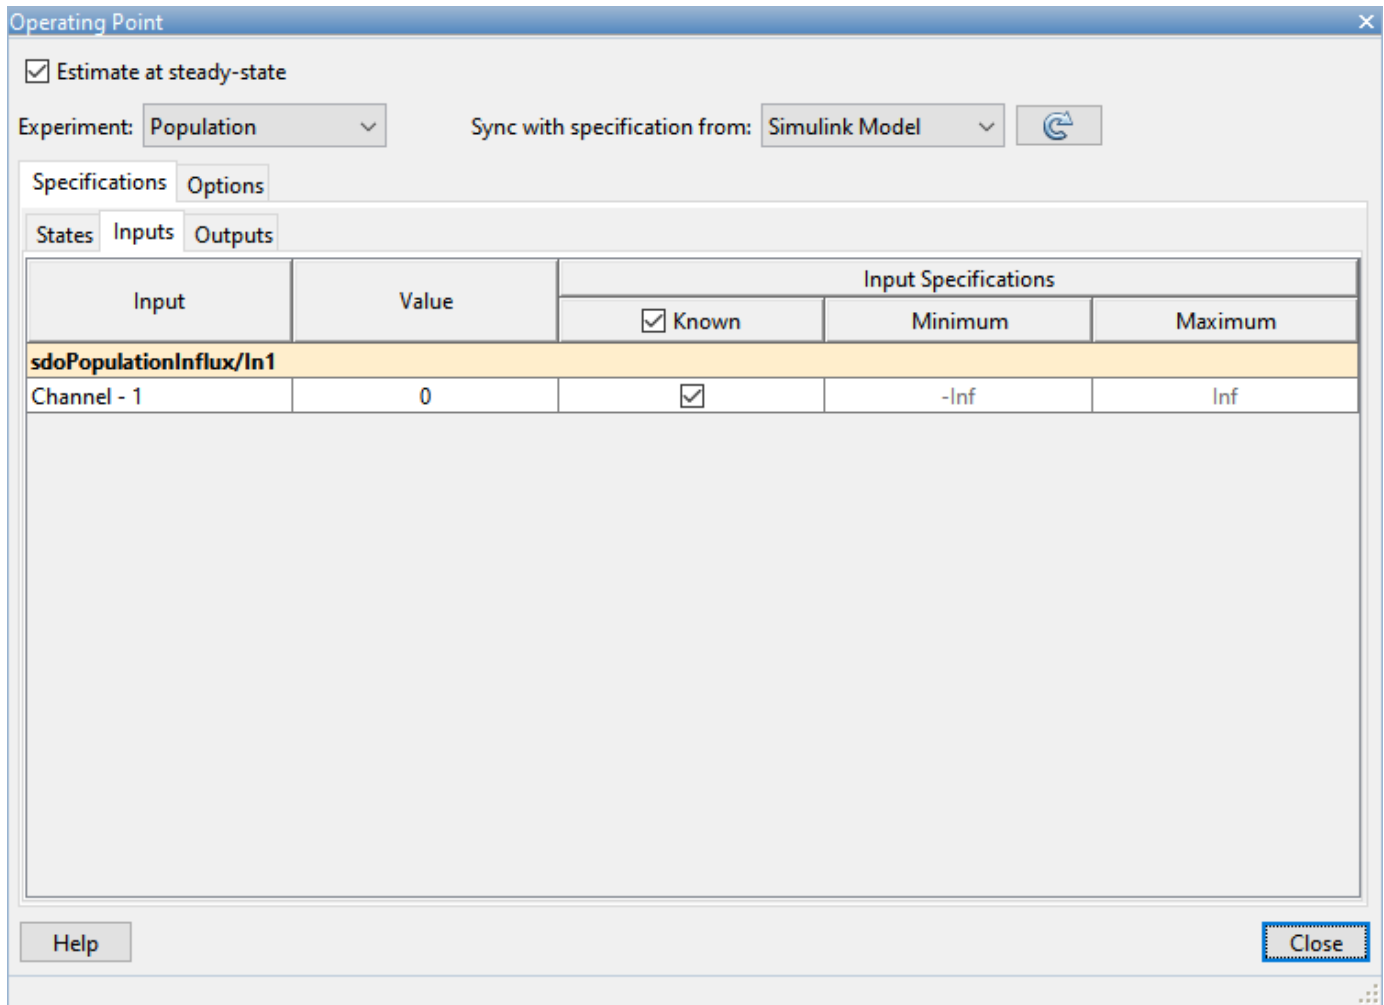 Operating Point
Estimate at steady-state
Experiment: Population Sync with specification from: Simulink Model
Specifications Options
States Inputs Outputs
Input Value Input Specifications
Known Minimum Maximum
sdoPopulationInflux/In1
Channel - 1 0 -Inf Inf
Help Close